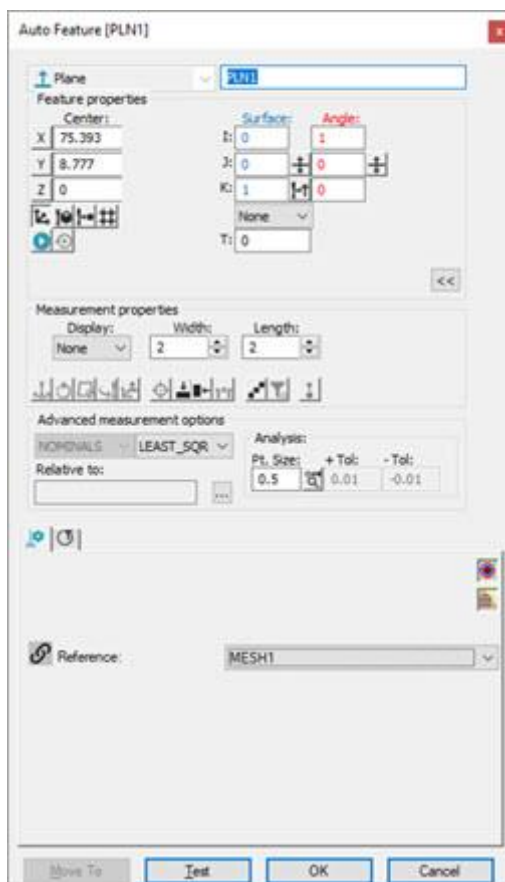 Auto Feature [PLN1]
x
Plane PLN1
Feature properties
Center: Surface: Angle:
X 75.393 I: 0 1
Y 8.777 J: 0 0
Z 0 K: 1 0
None
T: 0
<<
Measurement properties
Display: Width: Length:
None 2 2
Advanced measurement options
NOMINALS LEAST_SQR
Analysis:
Pt. Size: + Tol: - Tol:
0.5 0.01 -0.01
Relative to:
...
Reference: MESH1
Move To Test OK Cancel